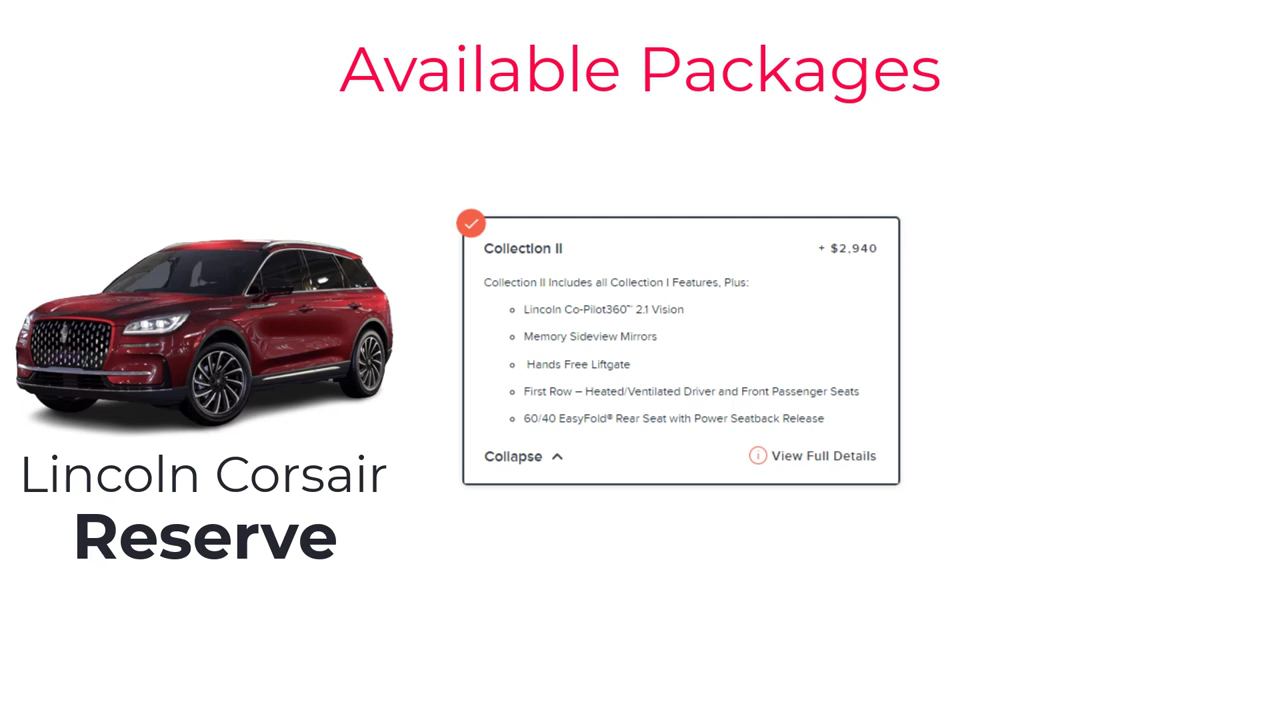 Available Packages
Collection II + $2,940
Collection II Includes all Collection I Features, Plus:
Lincoln Co-Pilot360™ 2.1 Vision
Memory Sideview Mirrors
Hands Free Liftgate
First Row – Heated/Ventilated Driver and Front Passenger Seats
60/40 EasyFold® Rear Seat with Power Seatback Release
Collapse i View Full Details
Lincoln Corsair
Reserve